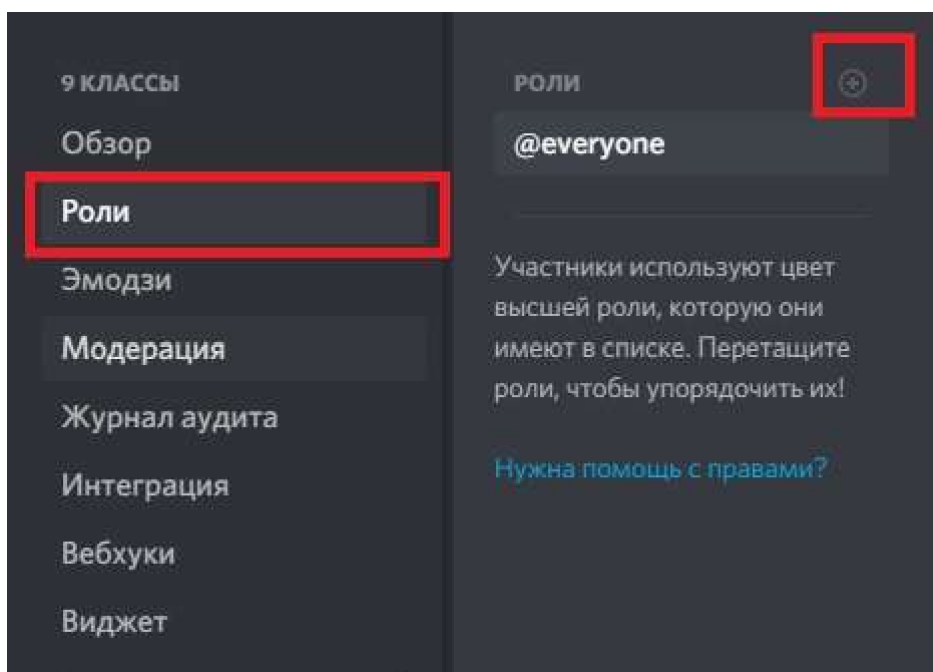 9 КЛАССЫ
Обзор
Роли
Эмодзи
Модерация
Журнал аудита
Интеграция
Вебхуки
Виджет
РОЛИ
@everyone
Участники используют цвет
высшей роли, которую они
имеют в списке. Перетащите
роли, чтобы упорядочить их!
Нужна помощь с правами?